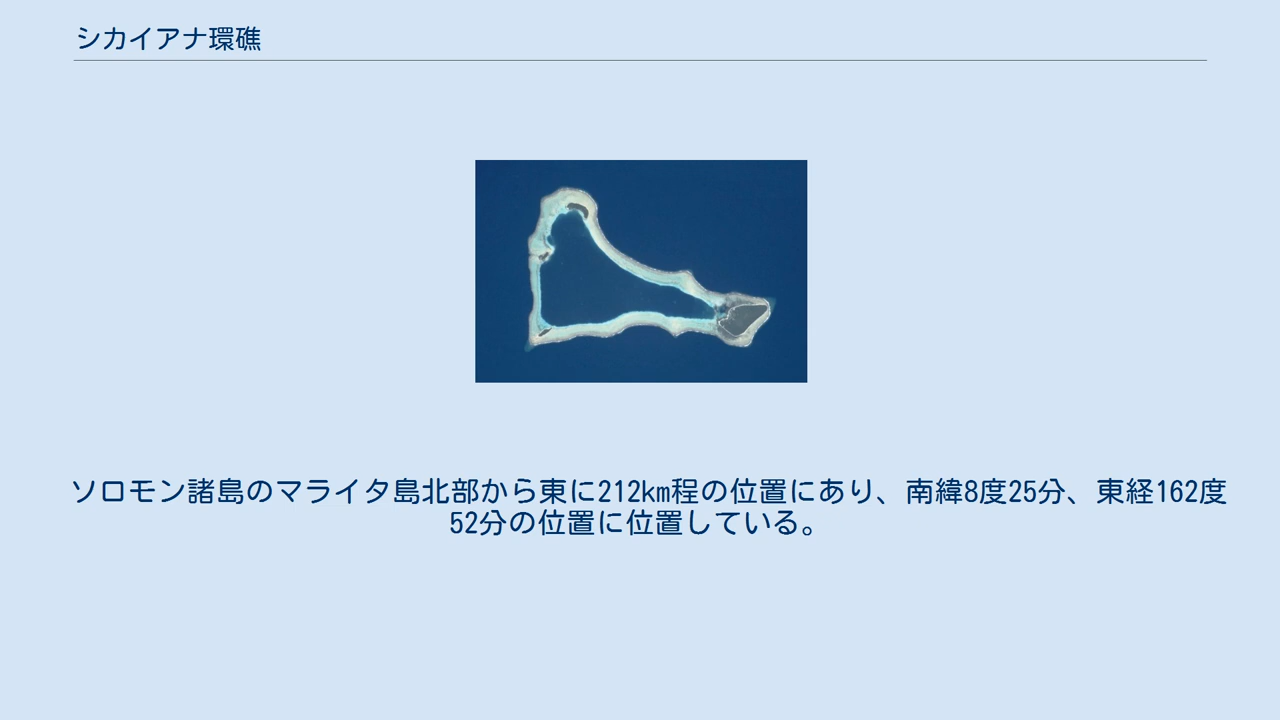 シカイアナ環礁
ソロモン諸島のマライタ島北部から東に212km程の位置にあり、南緯8度25分、東経162度
52分の位置に位置している。